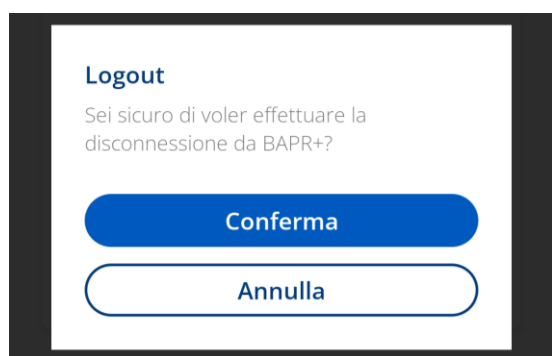 Logout
Sei sicuro di voler effettuare la
disconnessione da BAPR+?
Conferma
Annulla